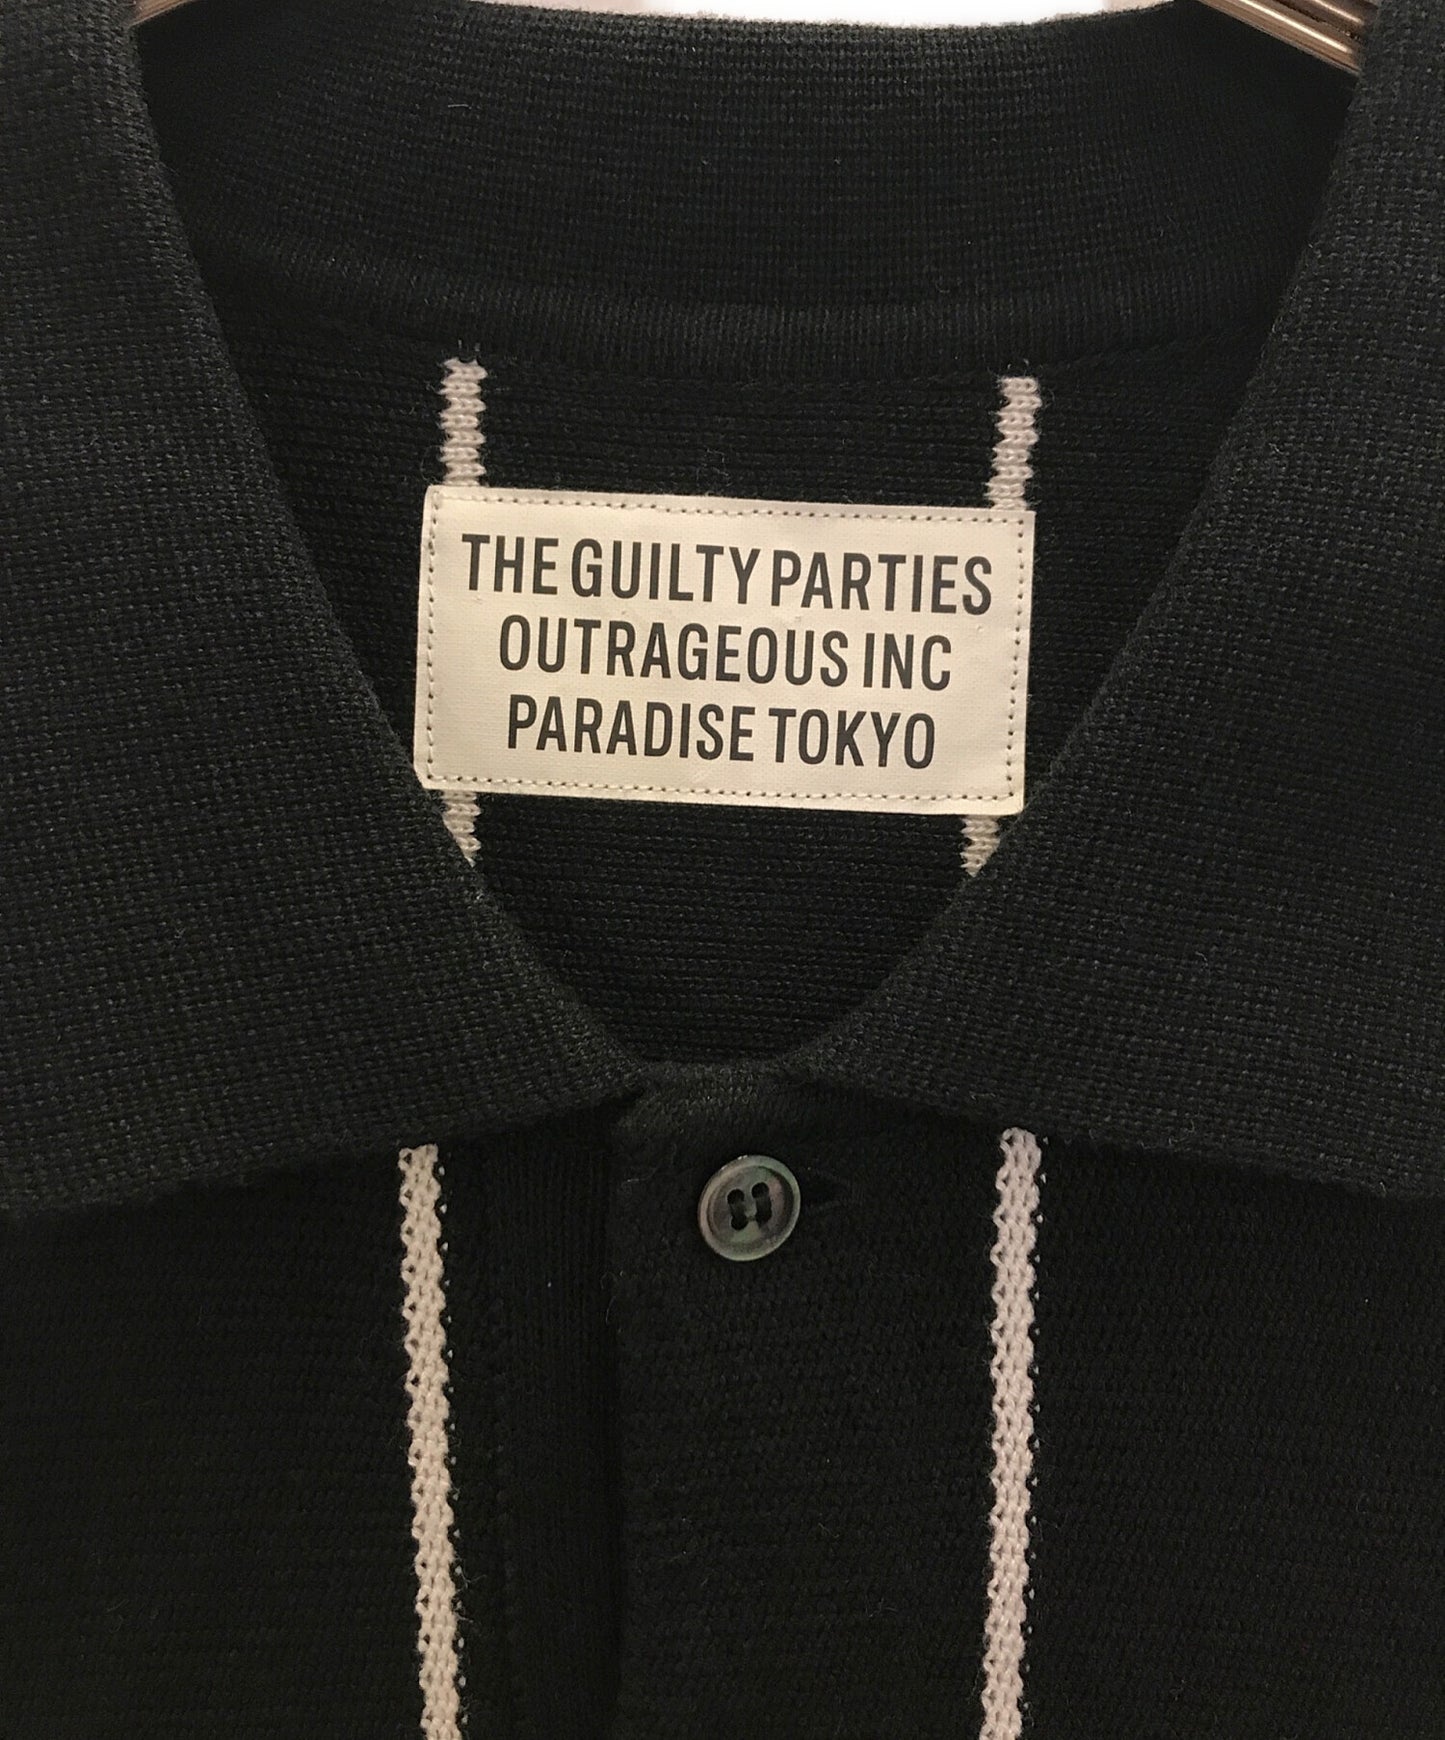 THE GUILTY PARTIES
OUTRAGEOUS INC
PARADISE TOKYO